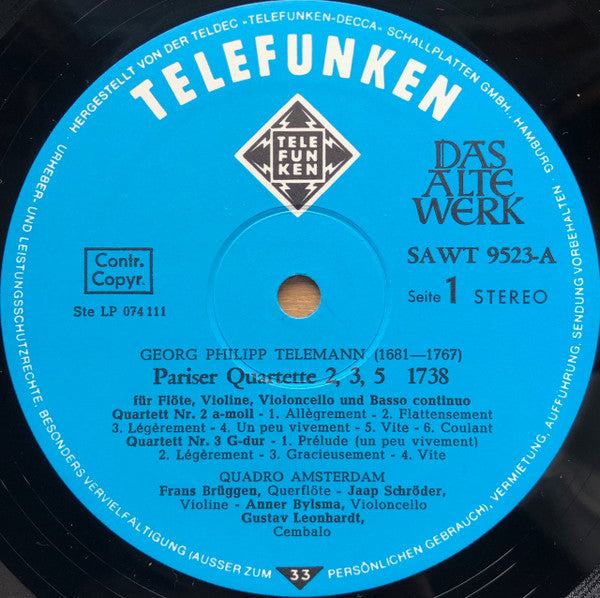 HERGESTELLT VON DER TELDEC »TELEFUNKEN-DECCA« SCHALLPLATTEN GMBH., HAMBURG ·
URHEBER- UND LEISTUNGSSCHUTZRECHTE, BESONDERS VERVIELFÄLTIGUNG (AUSSER ZUM PERSÖNLICHEN GEBRAUCH), VERMIETUNG, AUFFÜHRUNG, SENDUNG VORBEHALTEN ·
TELEFUNKEN
TELE
FUN
KEN
DAS
ALTE
WERK
Contr.
Copyr.
SAWT 9523-A
Ste LP 074 111
Seite 1 STEREO
GEORG PHILIPP TELEMANN (1681—1767)
Pariser Quartette 2, 3, 5 1738
für Flöte, Violine, Violoncello und Basso continuo
Quartett Nr. 2 a-moll - 1. Allègrement - 2. Flattensement
3. Légérement - 4. Un peu vivement - 5. Vite - 6. Coulant
Quartett Nr. 3 G-dur - 1. Prélude (un peu vivement)
2. Légèrement - 3. Gracieusement - 4. Vite
QUADRO AMSTERDAM
Frans Brüggen, Querflöte - Jaap Schröder,
Violine - Anner Bylsma, Violoncello
Gustav Leonhardt,
Cembalo
33